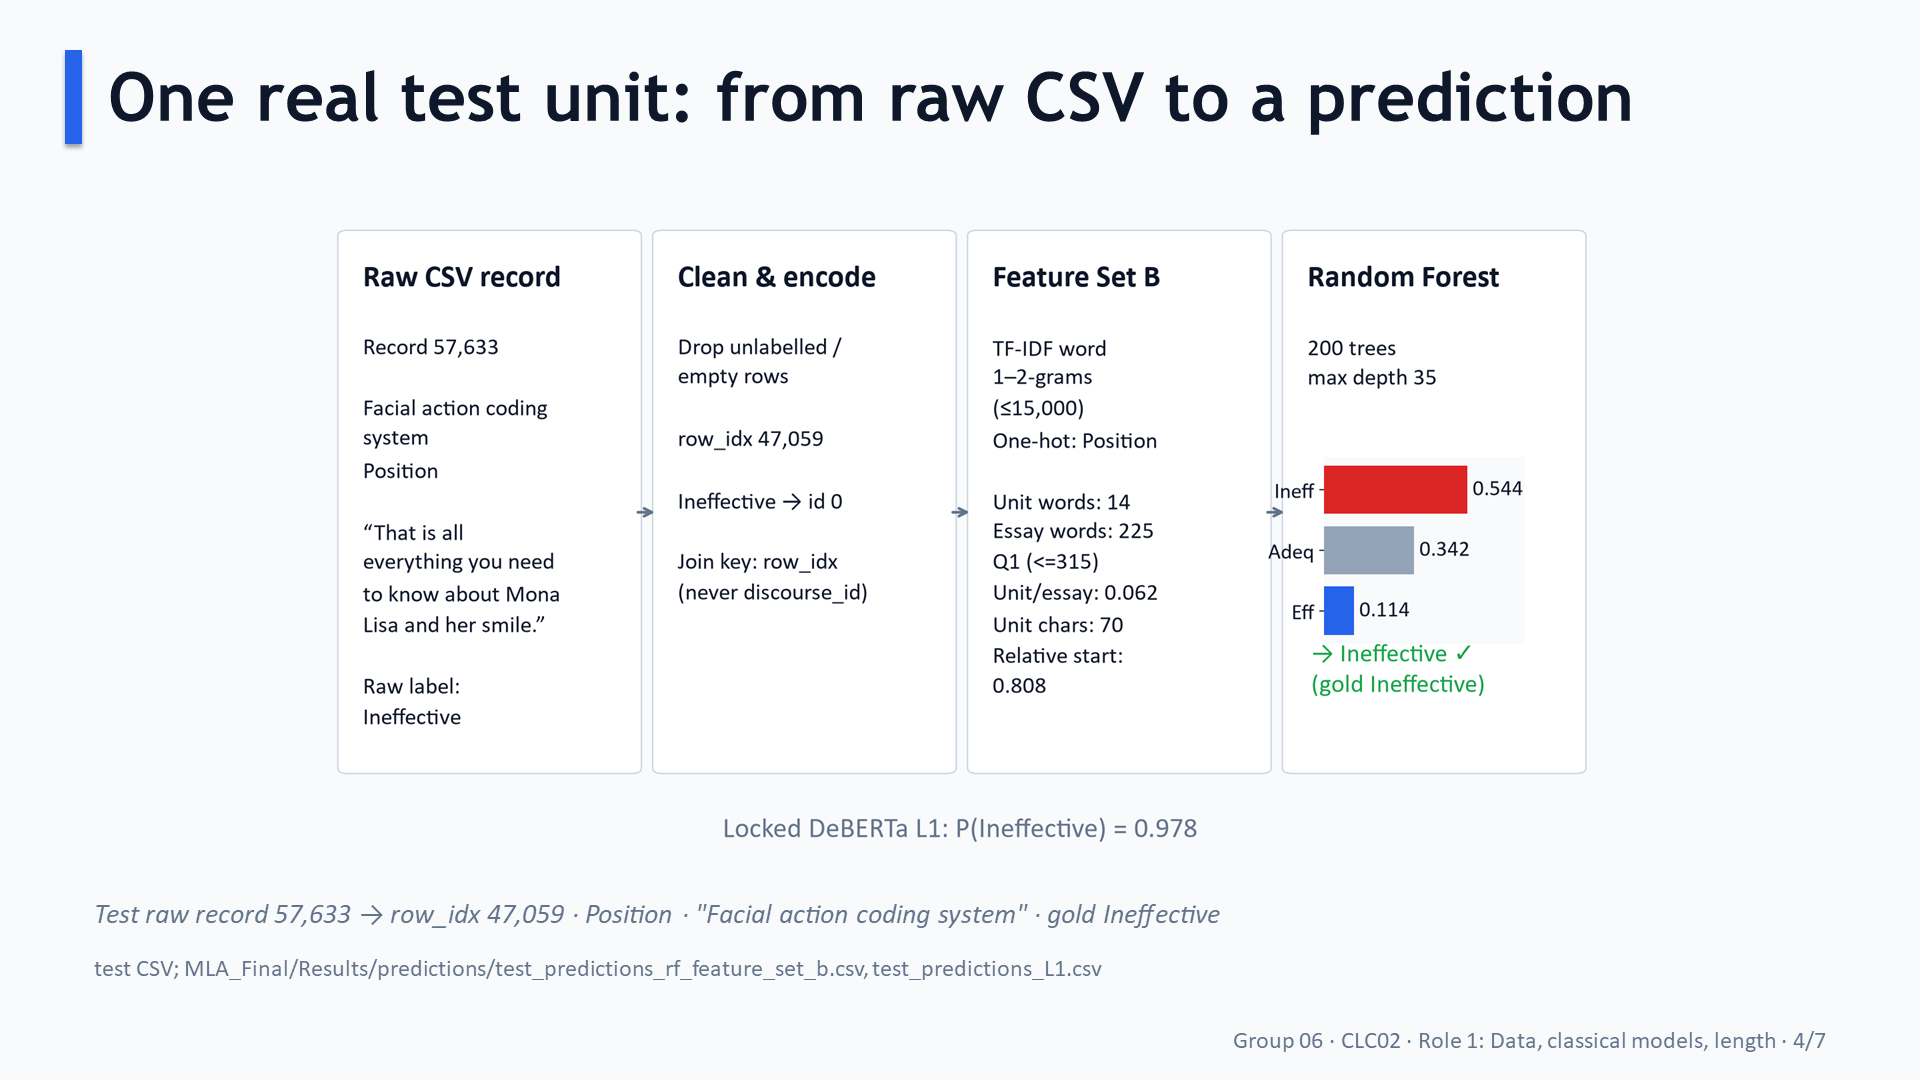 One real test unit: from raw CSV to a prediction
Raw CSV record
Record 57,633
Facial action coding
system
Position
“That is all
everything you need
to know about Mona
Lisa and her smile.”
Raw label:
Ineffective
Clean & encode
Drop unlabelled /
empty rows
row_idx 47,059
Ineffective → id 0
Join key: row_idx
(never discourse_id)
Feature Set B
TF-IDF word
1–2-grams
(≤15,000)
One-hot: Position
Unit words: 14
Essay words: 225
Q1 (<=315)
Unit/essay: 0.062
Unit chars: 70
Relative start:
0.808
Random Forest
200 trees
max depth 35
Ineff 0.544
Adeq 0.342
Eff 0.114
→ Ineffective ✓
(gold Ineffective)
Locked DeBERTa L1: P(Ineffective) = 0.978
Test raw record 57,633 → row_idx 47,059 · Position · "Facial action coding system" · gold Ineffective
test CSV; MLA_Final/Results/predictions/test_predictions_rf_feature_set_b.csv, test_predictions_L1.csv
Group 06 · CLC02 · Role 1: Data, classical models, length · 4/7